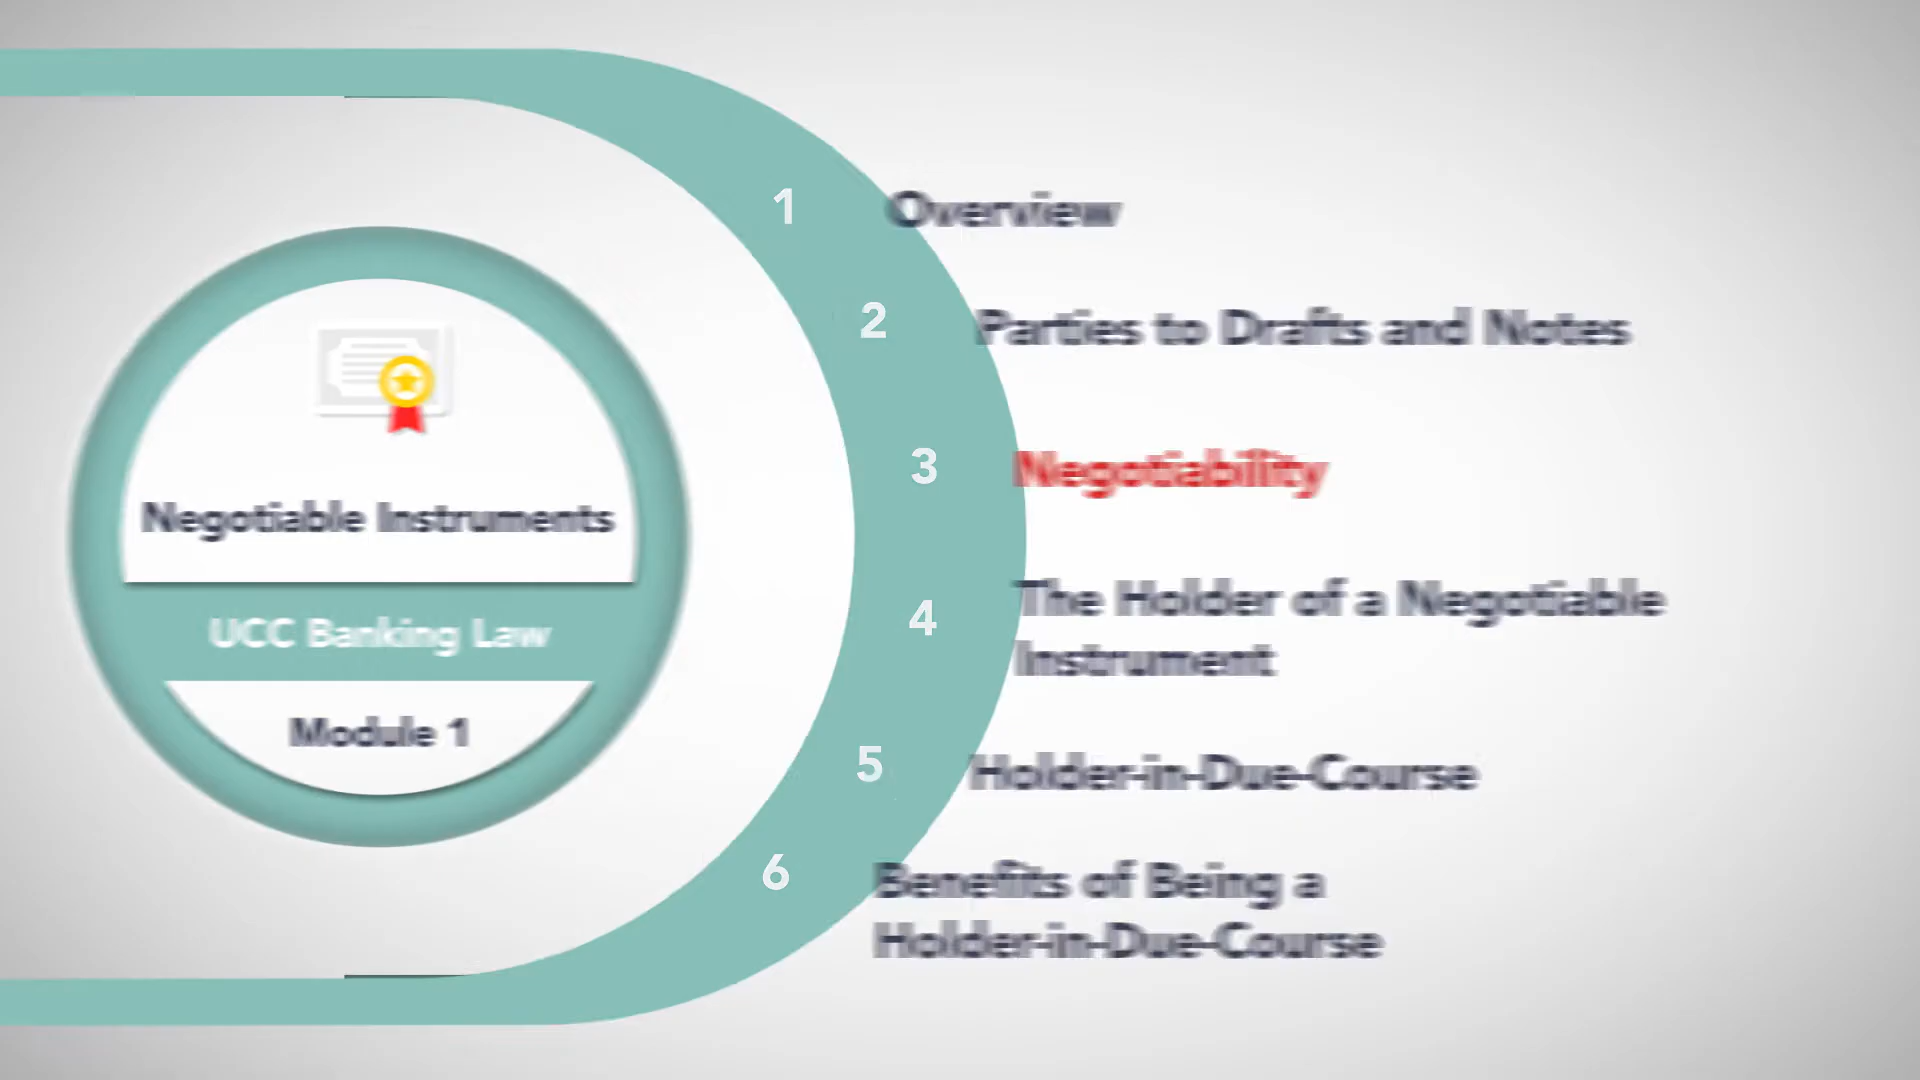 Negotiable Instruments
UCC Banking Law
Module 1
1 Overview
2 Parties to Drafts and Notes
3 Negotiability
4 The Holder of a Negotiable
Instrument
5 Holder-in-Due-Course
6 Benefits of Being a
Holder-in-Due-Course